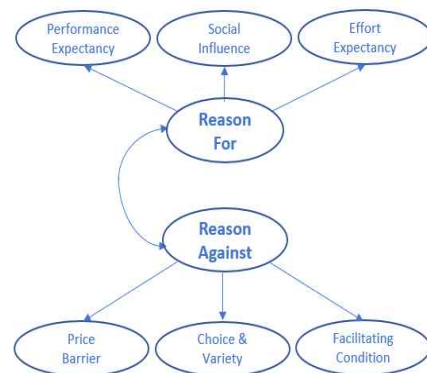 Performance
Expectancy
Social
Influence
Effort
Expectancy
Reason
For
Reason
Against
Price
Barrier
Choice &
Variety
Facilitating
Condition